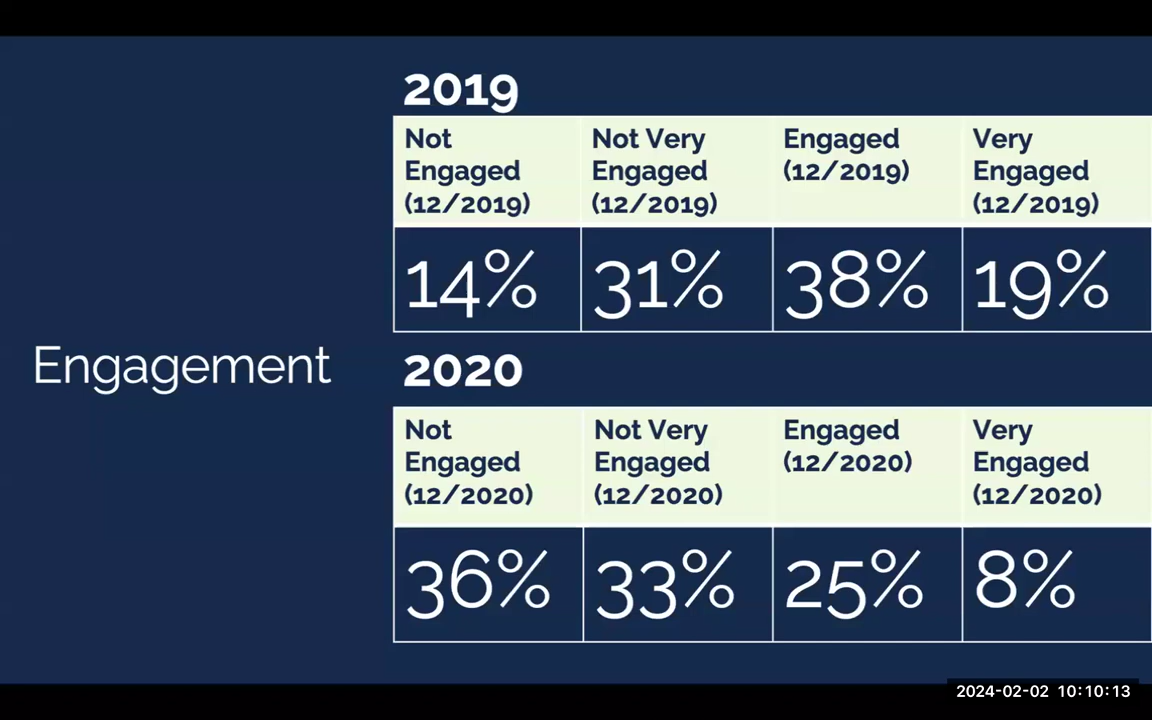 Engagement
2019
Not Engaged (12/2019)
Not Very Engaged (12/2019)
Engaged (12/2019)
Very Engaged (12/2019)
14%
31%
38%
19%
2020
Not Engaged (12/2020)
Not Very Engaged (12/2020)
Engaged (12/2020)
Very Engaged (12/2020)
36%
33%
25%
8%
2024-02-02 10:10:13